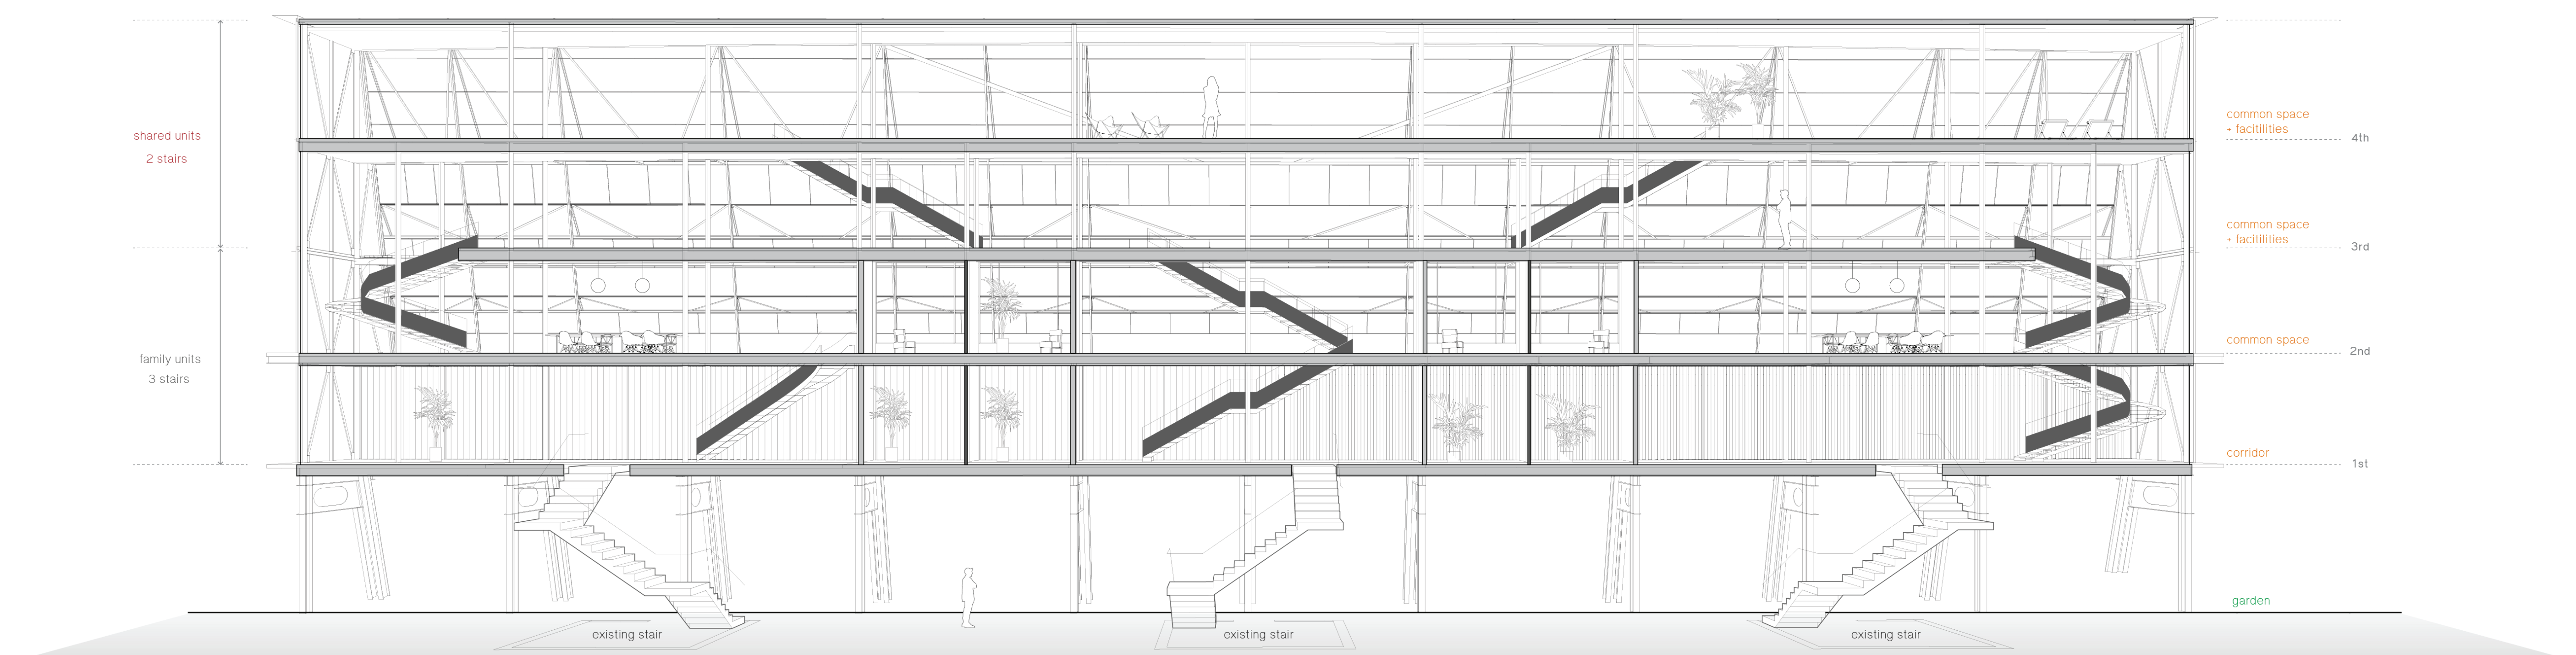 shared units
2 stairs
family units
3 stairs
common space
+ facitilities
4th
common space
+ facitilities
3rd
common space
2nd
corridor
1st
garden
existing stair
existing stair
existing stair